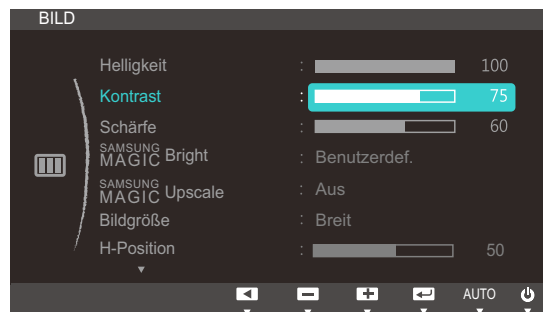 BILD
Helligkeit : 100
Kontrast : 75
Schärfe : 60
SAMSUNG MAGIC Bright : Benutzerdef.
SAMSUNG MAGIC Upscale : Aus
Bildgröße : Breit
H-Position : 50
AUTO